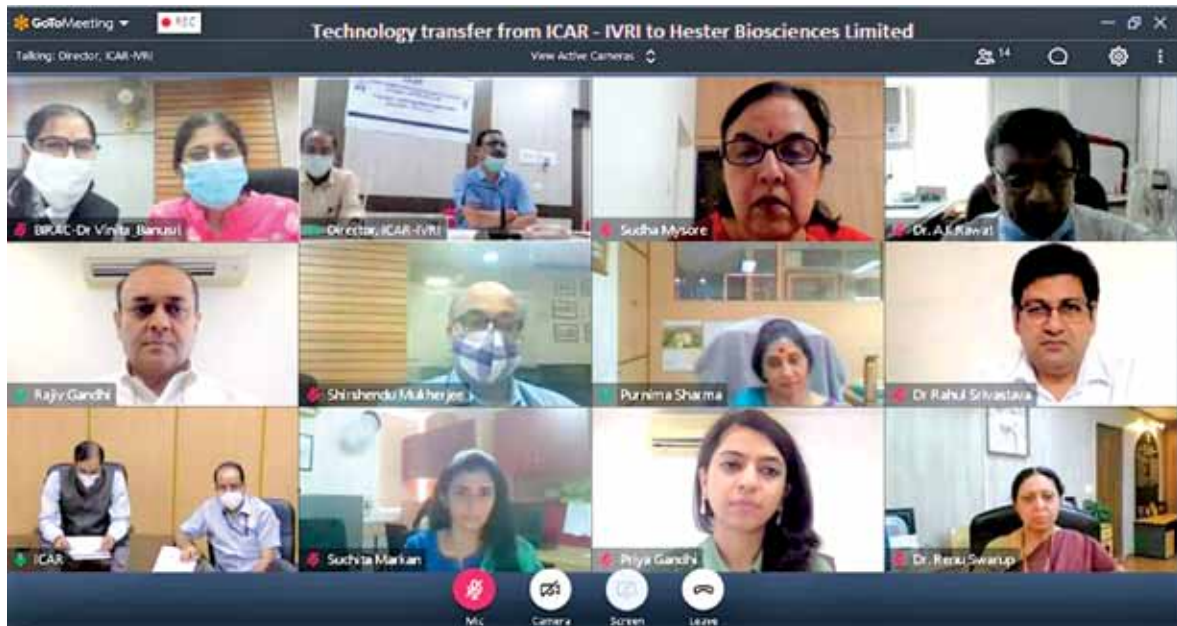 GoToMeeting
REC
Technology transfer from ICAR - IVRI to Hester Biosciences Limited
Talking: Director, ICAR-IVRI
View Active Cameras
14
BIRAC-Dr Vinita_Bansal
Director, ICAR-IVRI
Sudha Mysore
Dr. A.K Rawat
Rajiv Gandhi
Shirshendu Mukherjee
Purnima Sharma
Dr Rahul Srivastava
ICAR
Suchita Markan
Priya Gandhi
Dr. Renu Swarup
Mic
Camera
Screen
Leave